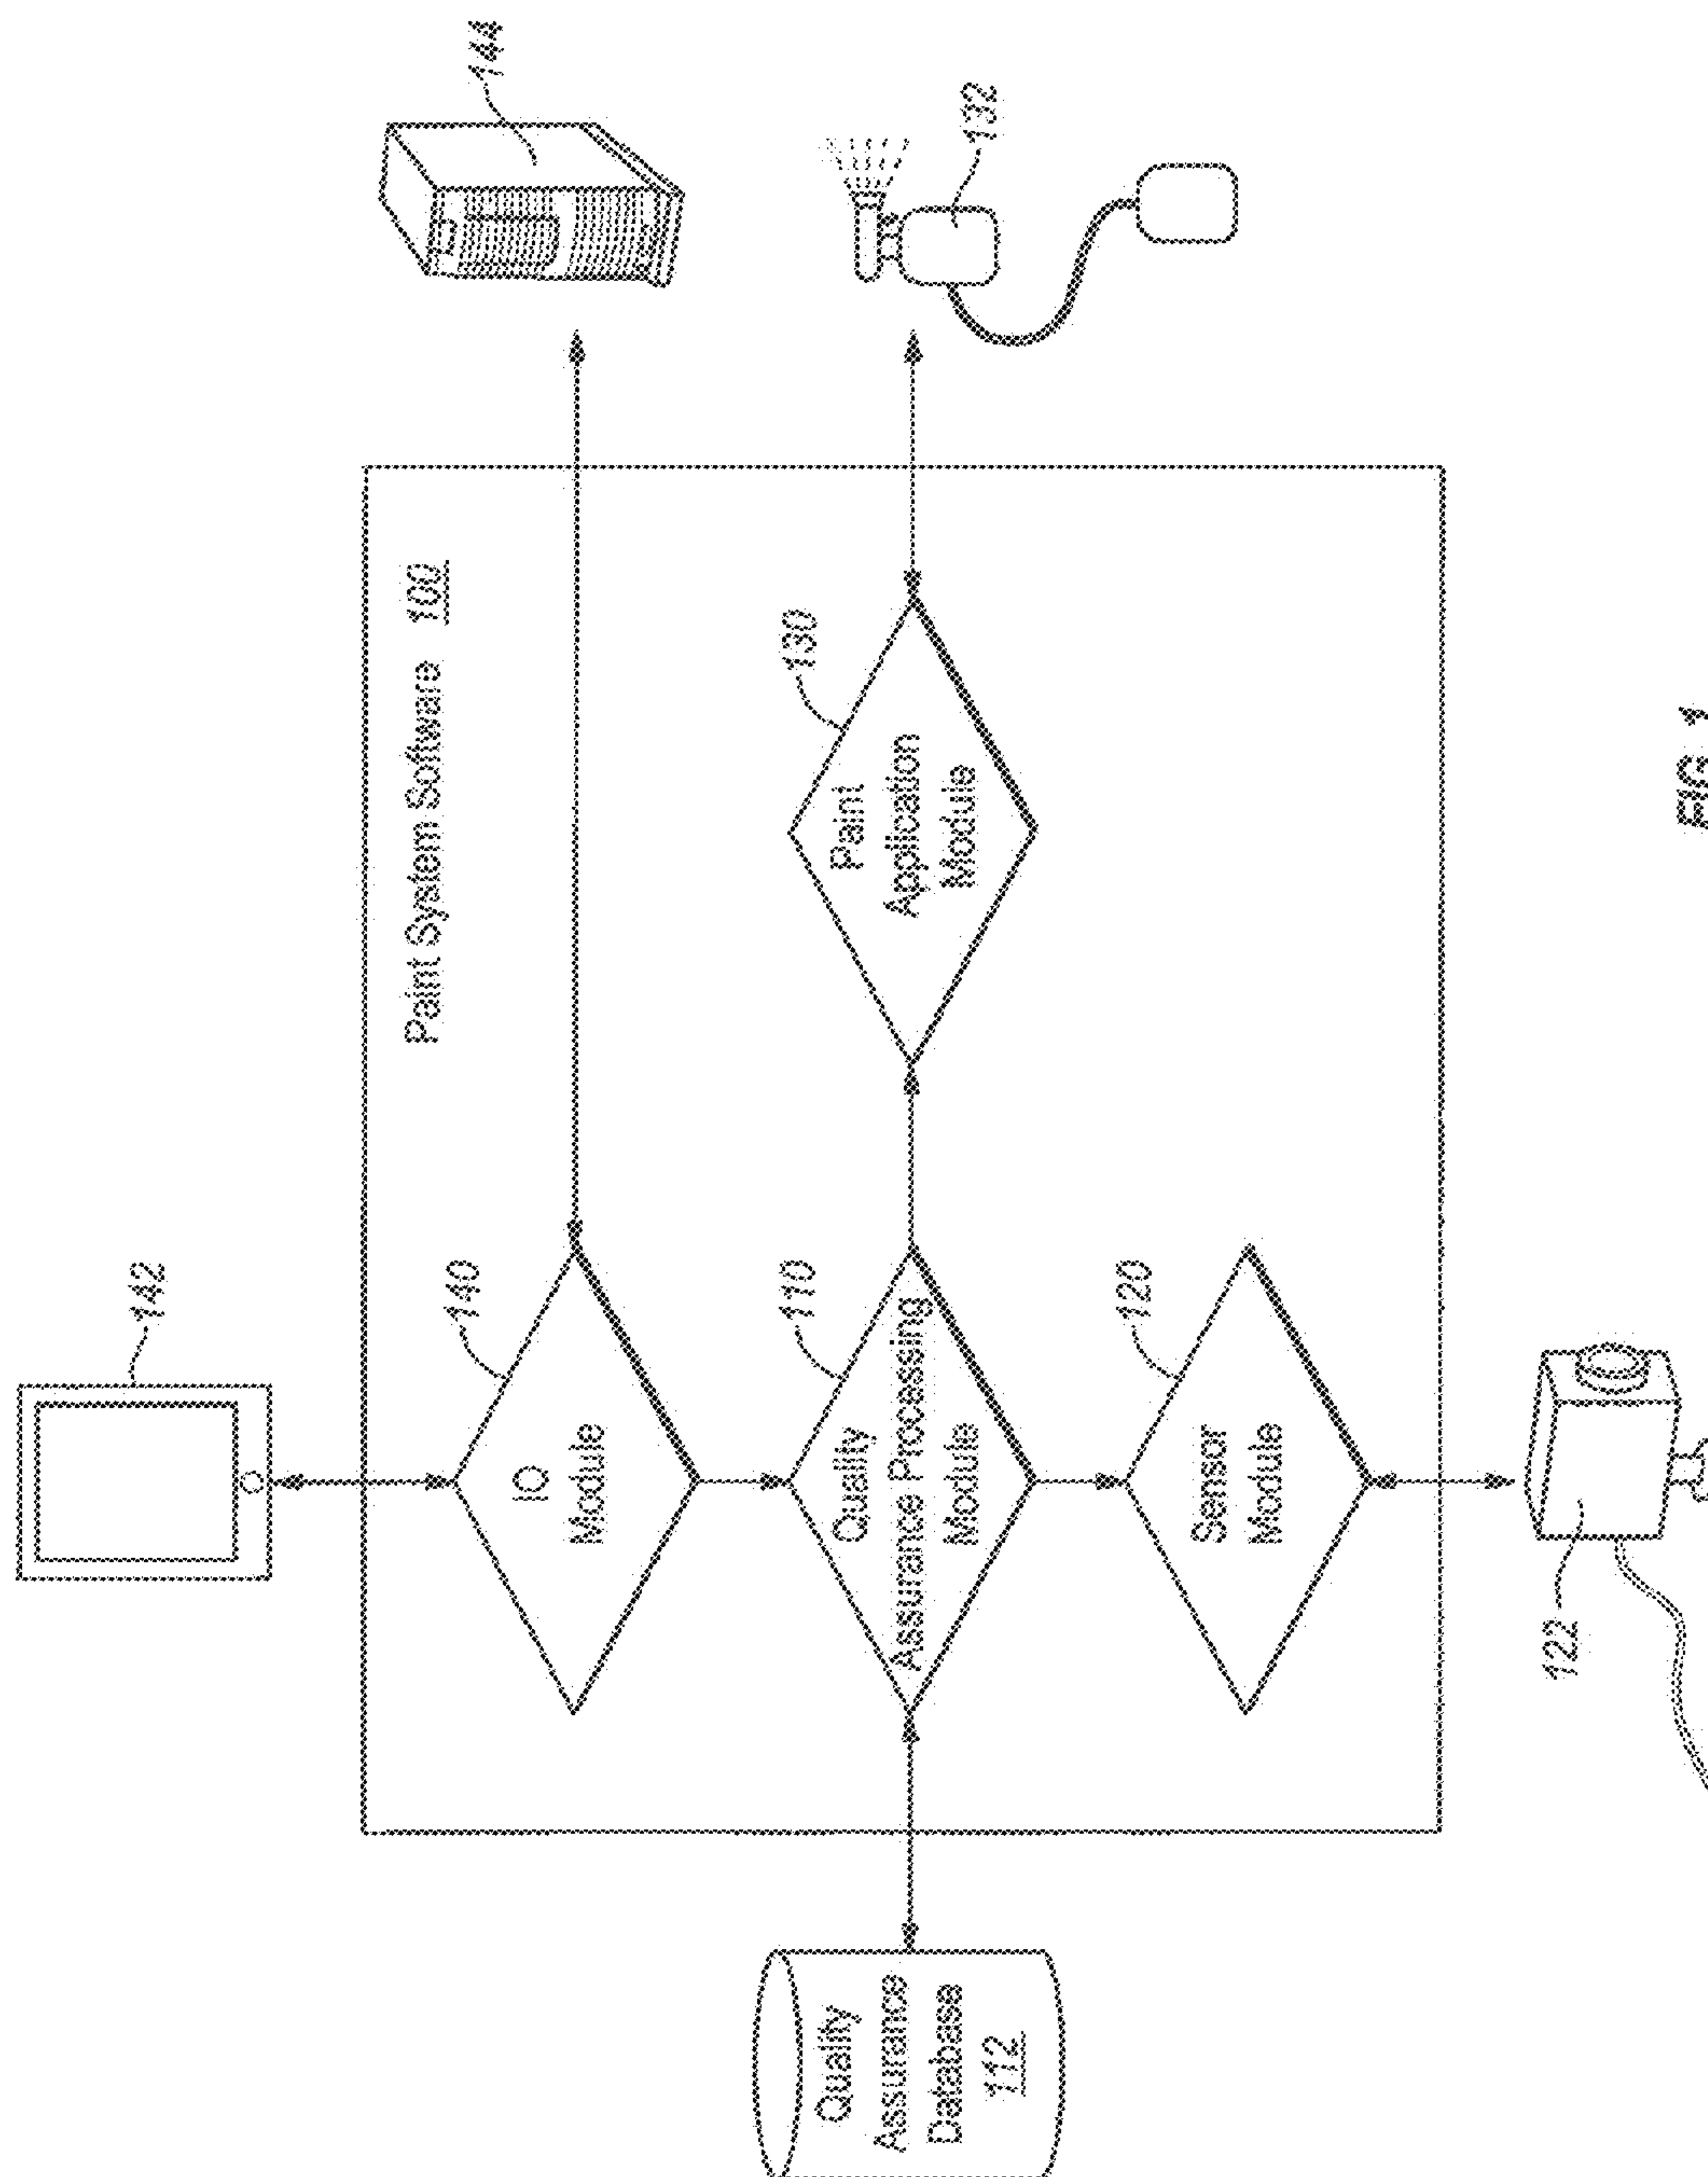 142
144
Paint System Software 100
140
IO
Module
110
130
132
Quality
Assurance Processing
Module
Paint
Application
Module
Quality
Assurance
Database
112
120
Sensor
Module
122
FIG. 1